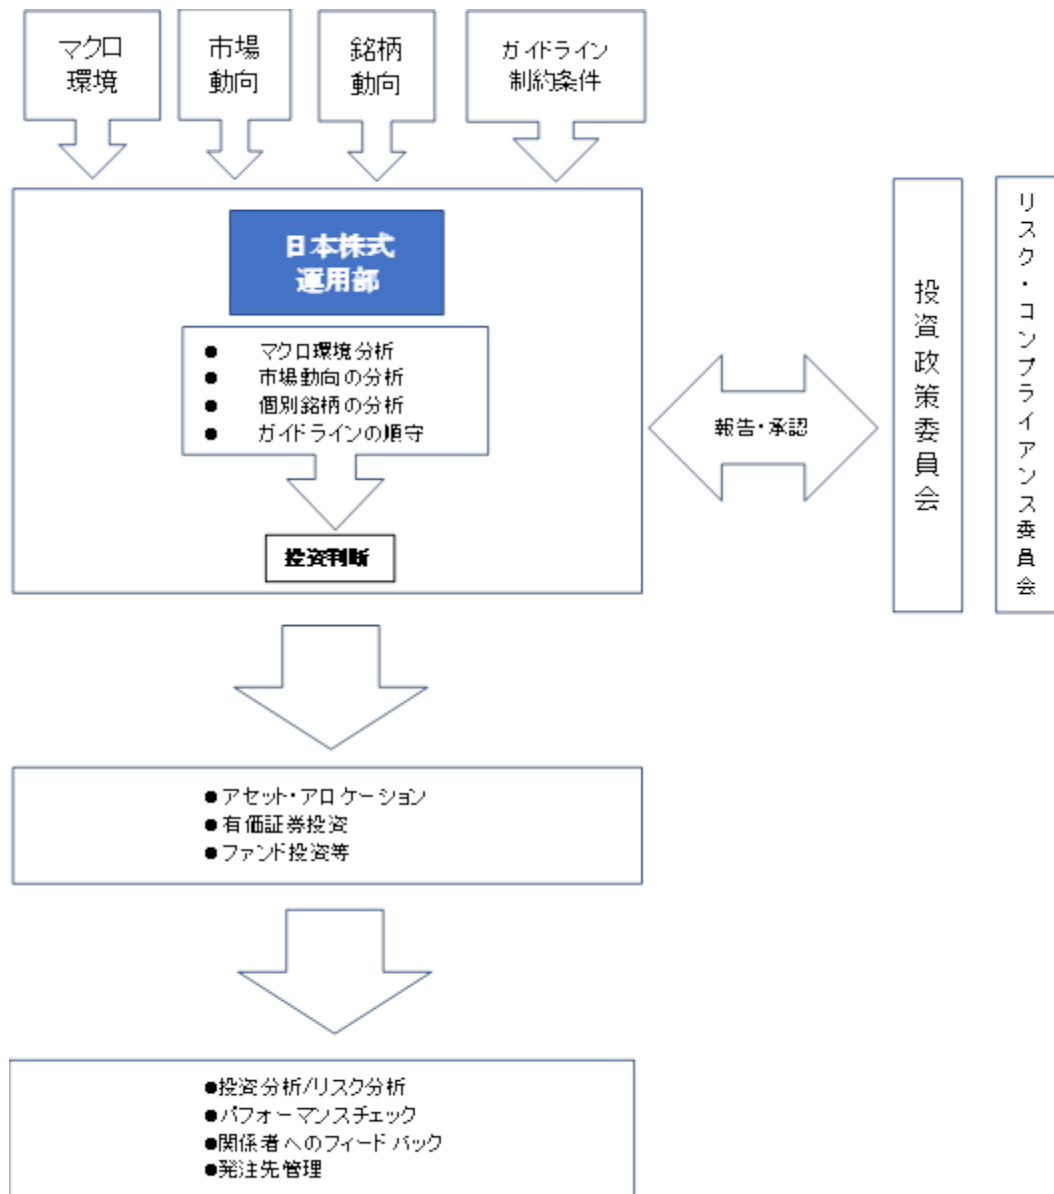 マクロ
環境
市場
動向
銘柄
動向
ガイドライン
制約条件
日本株式
運用部
● マクロ環境分析
● 市場動向の分析
● 個別銘柄の分析
● ガイドラインの順守
投資判断
報告・承認
投資政策委員会
リスク・コンプライアンス委員会
●アセット・アロケーション
●有価証券投資
●ファンド投資等
●投資分析/リスク分析
●パフォーマンスチェック
●関係者へのフィードバック
●発注先管理